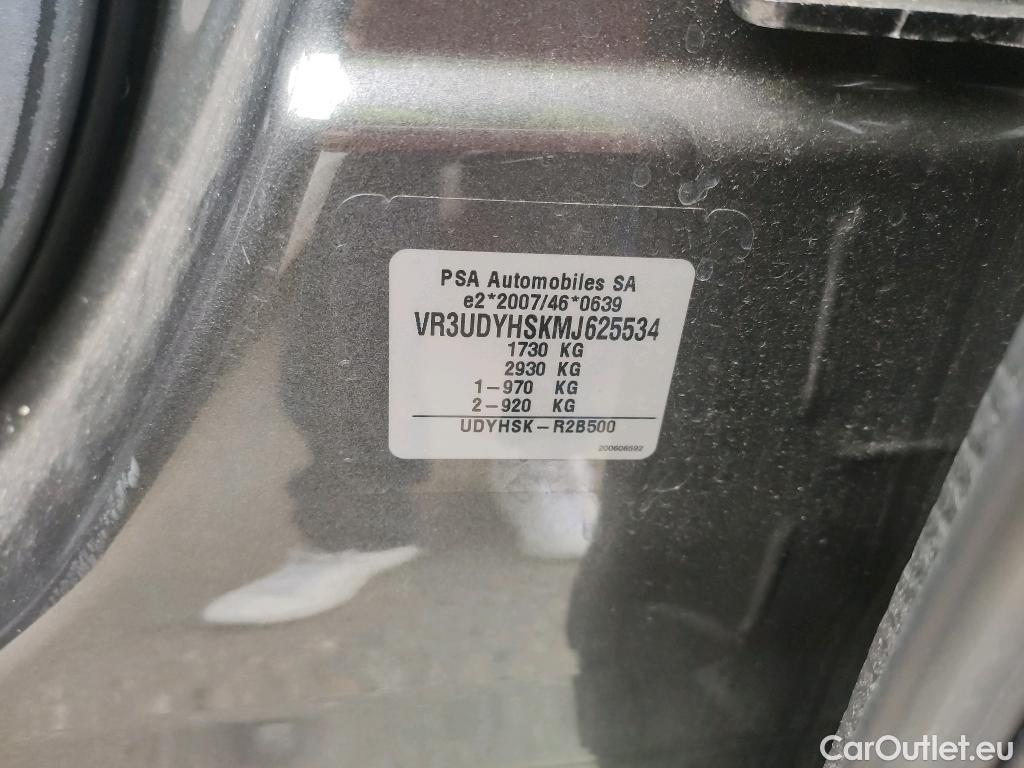 PSA Automobiles SA
e2*2007/46*0639
VR3UDYHSKMJ625534
1730 KG
2930 KG
1-970 KG
2-920 KG
UDYHSK-R2B500
200606592
CarOutlet.eu